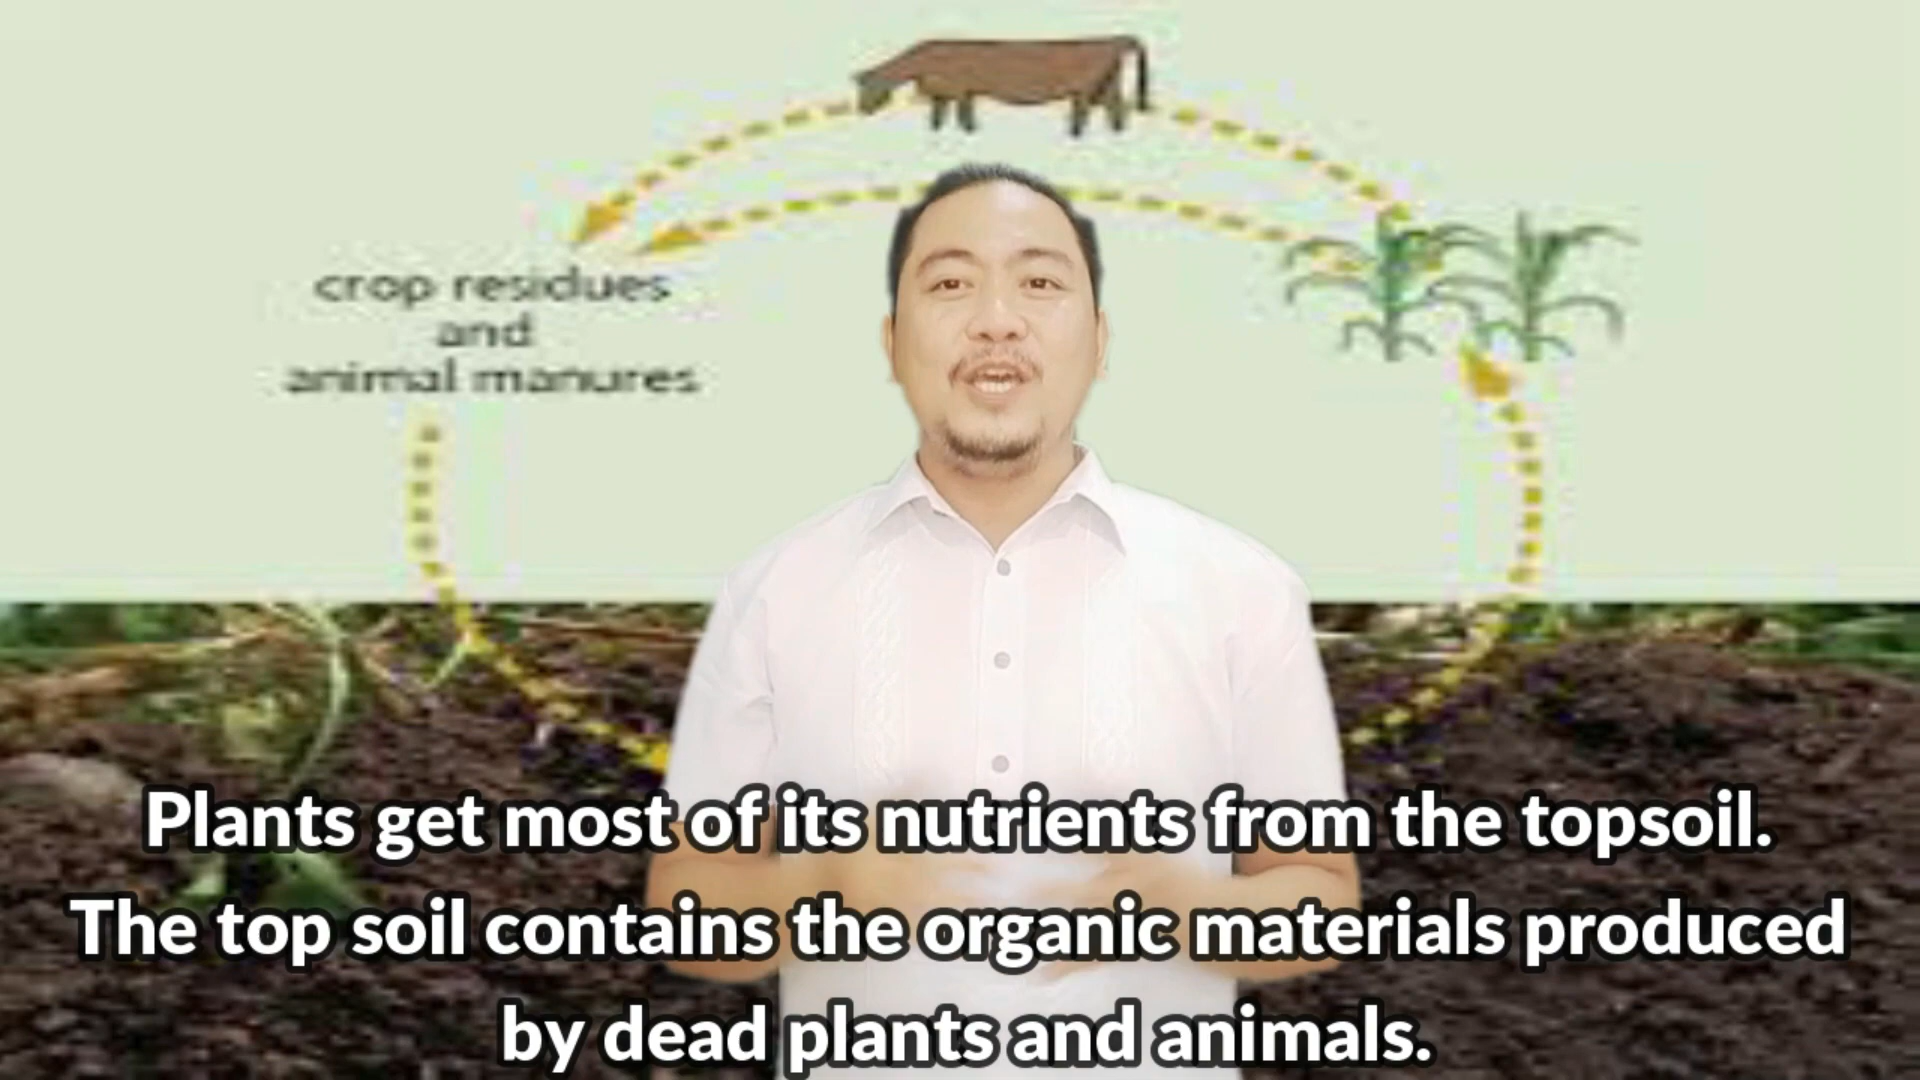 crop residues
and
animal manures
Plants get most of its nutrients from the topsoil.
The top soil contains the organic materials produced
by dead plants and animals.